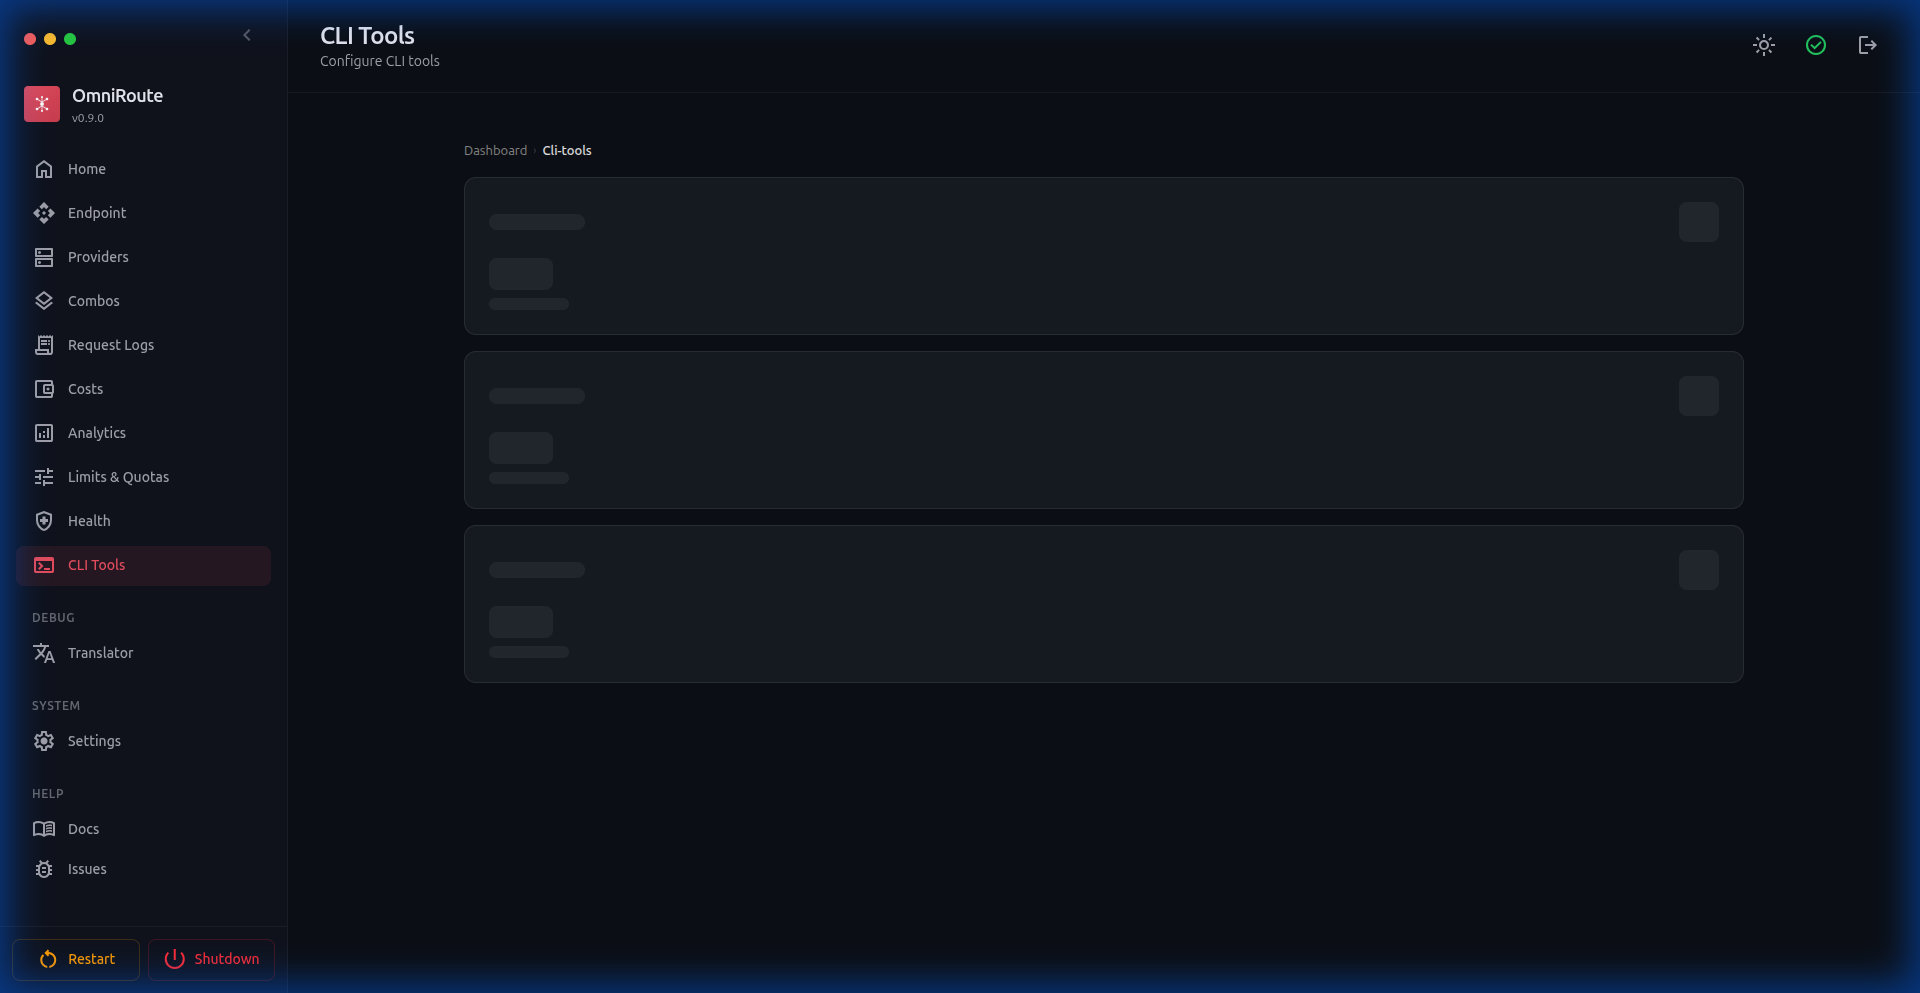 OmniRoute
v0.9.0
Home
Endpoint
Providers
Combos
Request Logs
Costs
Analytics
Limits & Quotas
Health
CLI Tools
DEBUG
Translator
SYSTEM
Settings
HELP
Docs
Issues
Restart
Shutdown
CLI Tools
Configure CLI tools
Dashboard › Cli-tools